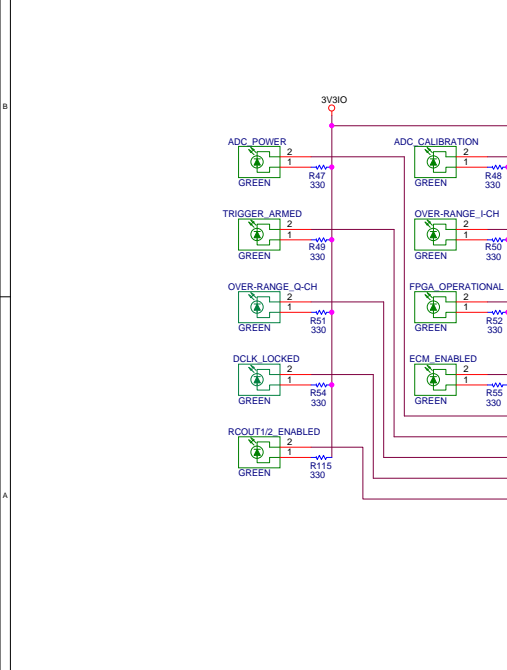 3V3IO
B
ADC_POWER
2
1
R47
330
GREEN
ADC_CALIBRATION
2
1
R48
330
GREEN
TRIGGER_ARMED
2
1
R49
330
GREEN
OVER-RANGE_I-CH
2
1
R50
330
GREEN
OVER-RANGE_Q-CH
2
1
R51
330
GREEN
FPGA_OPERATIONAL
2
1
R52
330
GREEN
DCLK_LOCKED
2
1
R54
330
GREEN
ECM_ENABLED
2
1
R55
330
GREEN
RCOUT1/2_ENABLED
2
1
R115
330
GREEN
A